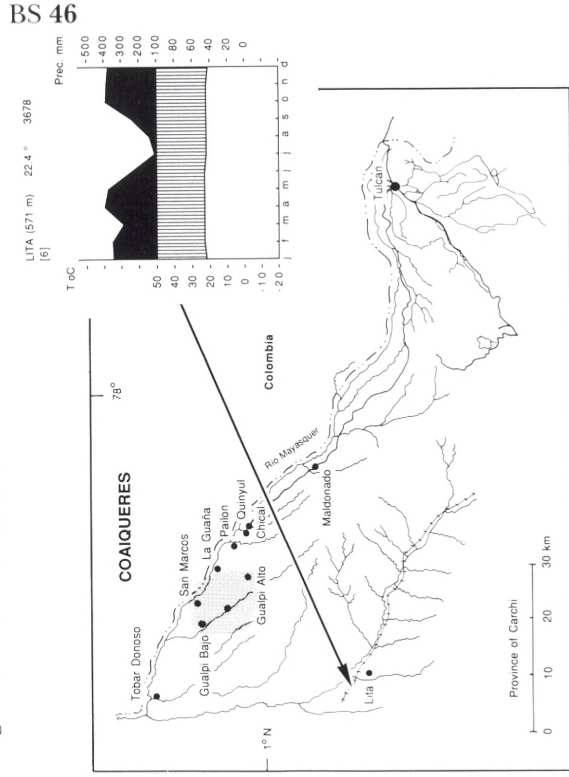 BS 46
LITA (571 m) 22.4 ° 3678
[6]
T oC
Prec. mm
50
40
30
20
10
0
-10
-20
500
400
300
200
100
80
60
40
20
0
j f m a m j j a s o n d
COAIQUERES
78°
Colombia
Tobar Donoso
San Marcos
La Guaña
Pailon
Quinyul
Chical
Gualpi Bajo
Gualpi Alto
Rio Mayasquer
Maldonado
Tulcan
Lita
1° N
Province of Carchi
0 10 20 30 km